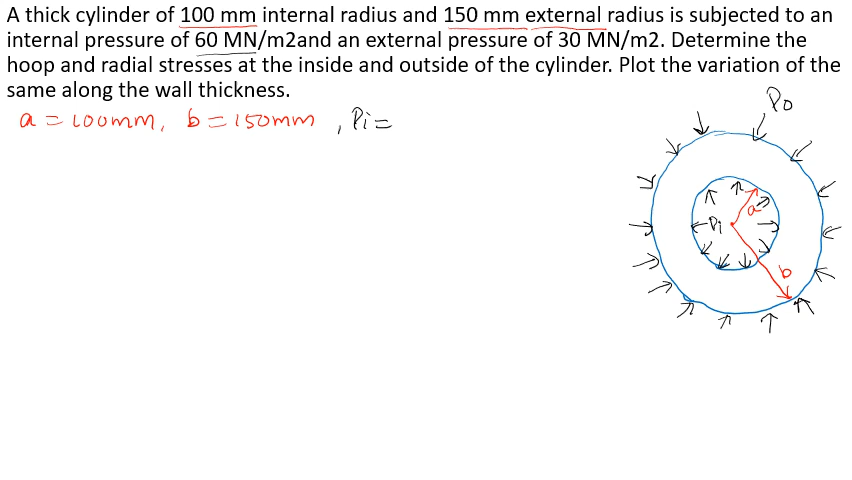 A thick cylinder of 100 mm internal radius and 150 mm external radius is subjected to an
internal pressure of 60 MN/m2and an external pressure of 30 MN/m2. Determine the
hoop and radial stresses at the inside and outside of the cylinder. Plot the variation of the
same along the wall thickness.
a = 100mm, b = 150mm , Pi =
Po
a
Pi
b